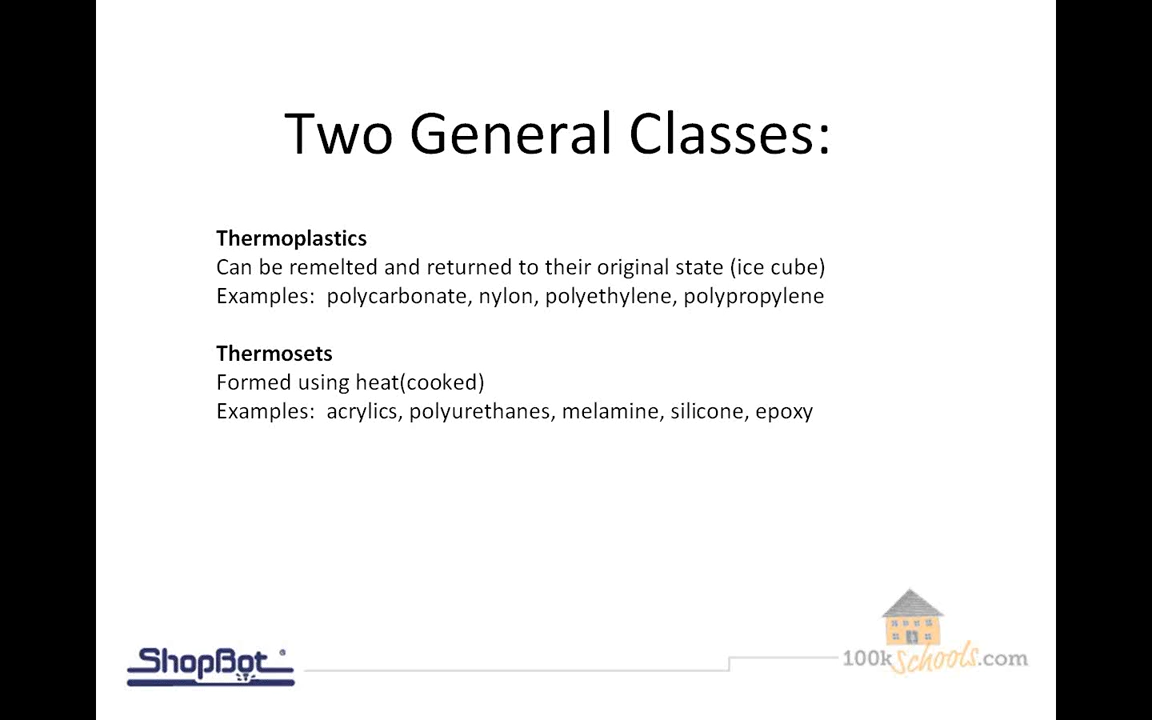 Two General Classes:
Thermoplastics
Can be remelted and returned to their original state (ice cube)
Examples:  polycarbonate, nylon, polyethylene, polypropylene
Thermosets
Formed using heat(cooked)
Examples:  acrylics, polyurethanes, melamine, silicone, epoxy
ShopBot
100kSchools.com